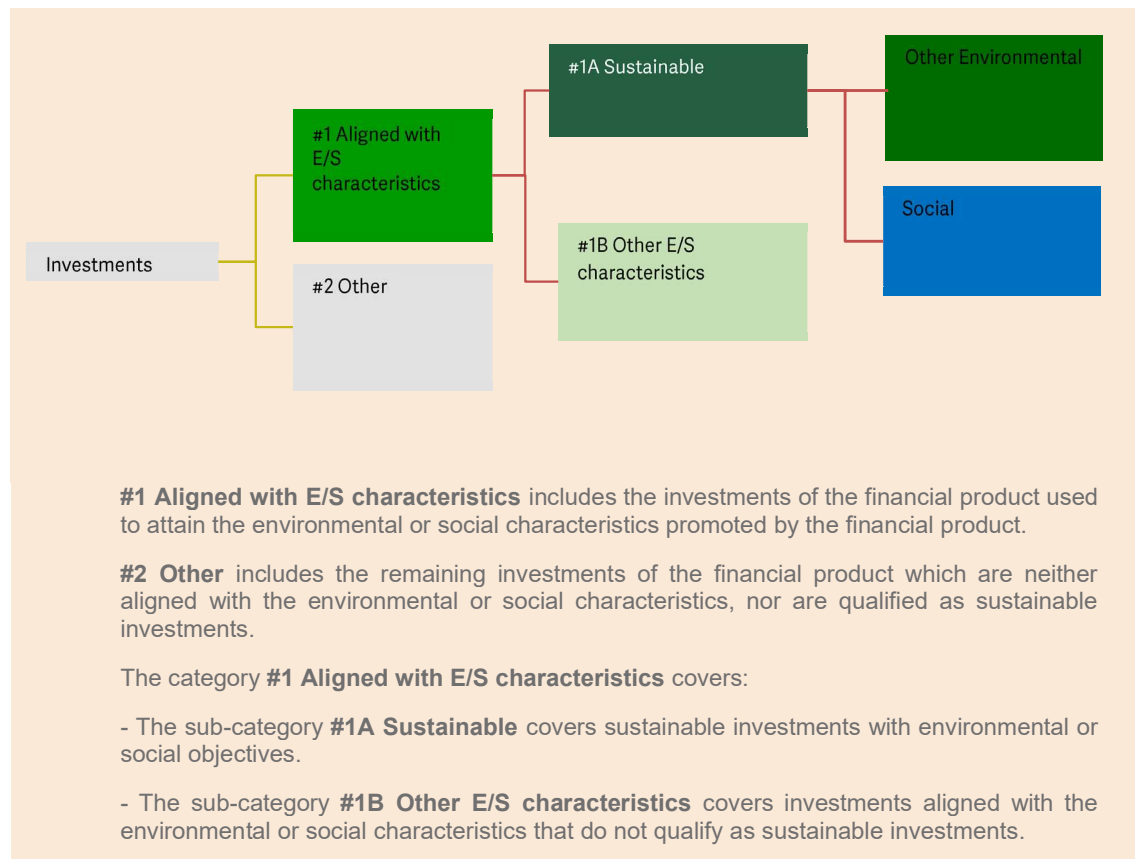 #1A Sustainable
Other Environmental
#1 Aligned with
E/S
characteristics
Social
#1B Other E/S
characteristics
Investments
#2 Other
#1 Aligned with E/S characteristics includes the investments of the financial product used
to attain the environmental or social characteristics promoted by the financial product.
#2 Other includes the remaining investments of the financial product which are neither
aligned with the environmental or social characteristics, nor are qualified as sustainable
investments.
The category #1 Aligned with E/S characteristics covers:
- The sub-category #1A Sustainable covers sustainable investments with environmental or
social objectives.
- The sub-category #1B Other E/S characteristics covers investments aligned with the
environmental or social characteristics that do not qualify as sustainable investments.